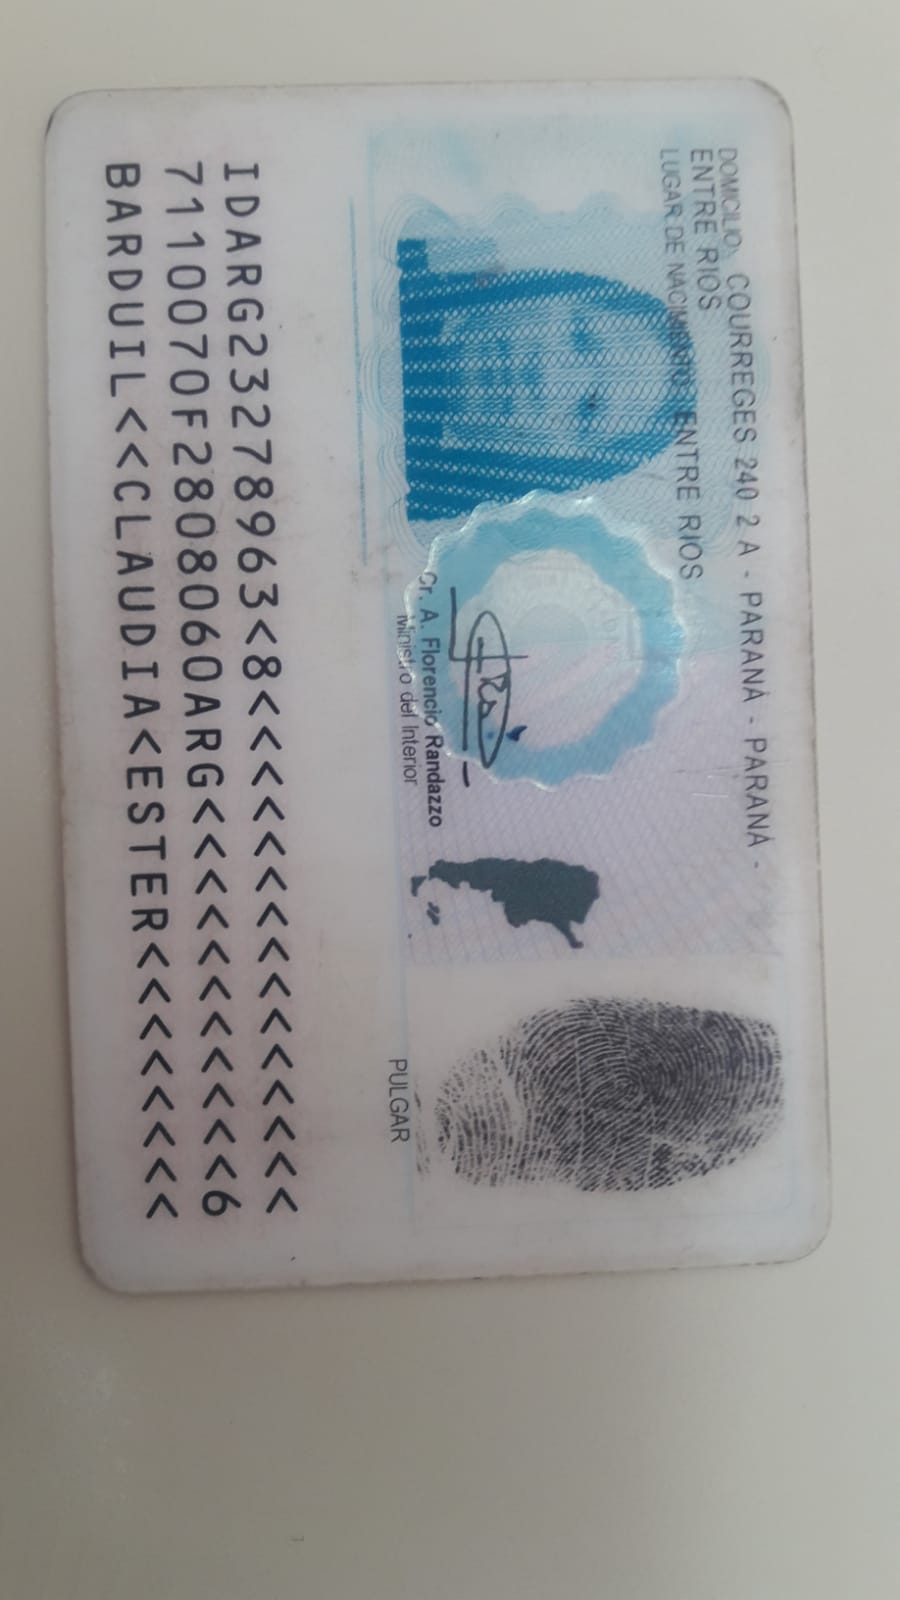 DOMICILIO: COURREGES 240 2 A - PARANÁ - PARANÁ -
ENTRE RIOS
LUGAR DE NACIMIENTO: ENTRE RIOS
Cr. A. Florencio Randazzo
Ministro del Interior
PULGAR
IDARG23278963<8<<<<<<<<<<<<<<<
7110070F2808060ARG<<<<<<<<<<<6
BARDUIL<<CLAUDIA<ESTER<<<<<<<<